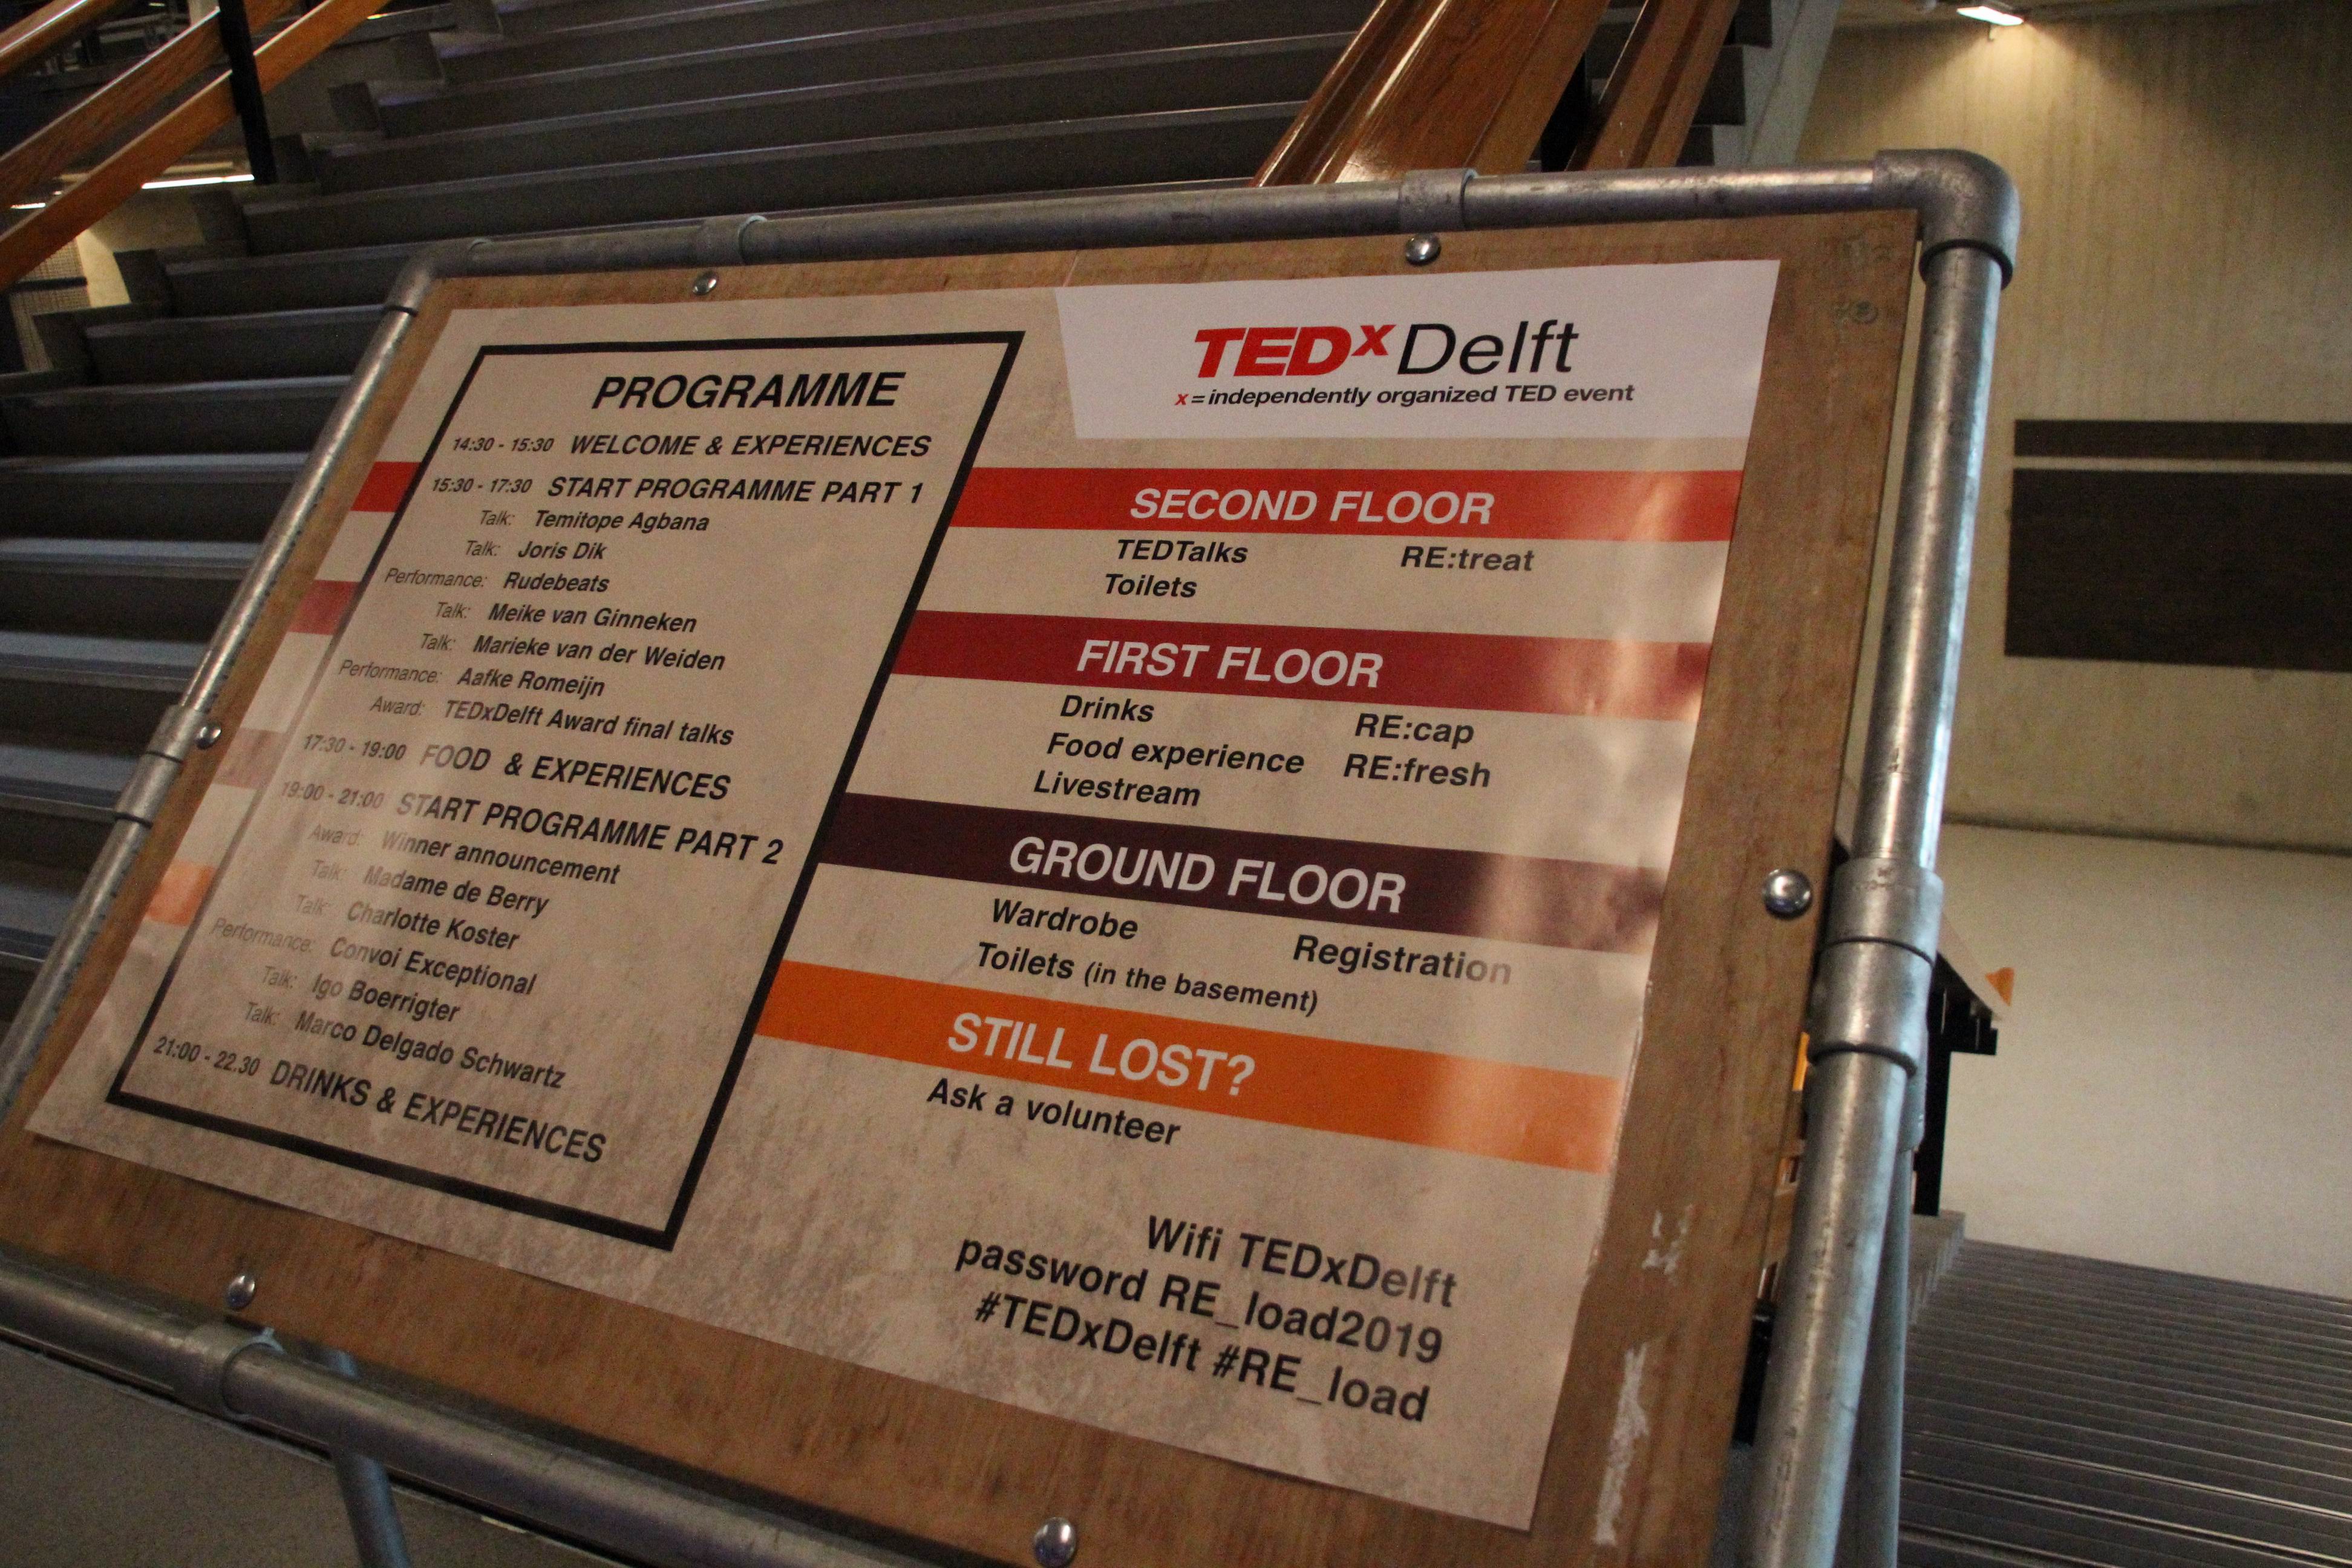 PROGRAMME
14:30 - 15:30 WELCOME & EXPERIENCES
15:30 - 17:30 START PROGRAMME PART 1
Talk: Temitope Agbana
Talk: Joris Dik
Performance: Rudebeats
Talk: Meike van Ginneken
Talk: Marieke van der Weiden
Performance: Aafke Romeijn
Award: TEDxDelft Award final talks
17:30 - 19:00 FOOD & EXPERIENCES
19:00 - 21:00 START PROGRAMME PART 2
Award: Winner announcement
Talk: Madame de Berry
Talk: Charlotte Koster
Performance: Convoi Exceptional
Talk: Igo Boerrigter
Talk: Marco Delgado Schwartz
21:00 - 22.30 DRINKS & EXPERIENCES
TEDx Delft
x = independently organized TED event
SECOND FLOOR
TEDTalks RE:treat
Toilets
FIRST FLOOR
Drinks RE:cap
Food experience RE:fresh
Livestream
GROUND FLOOR
Wardrobe Registration
Toilets (in the basement)
STILL LOST?
Ask a volunteer
Wifi TEDxDelft
password RE_load2019
#TEDxDelft #RE_load